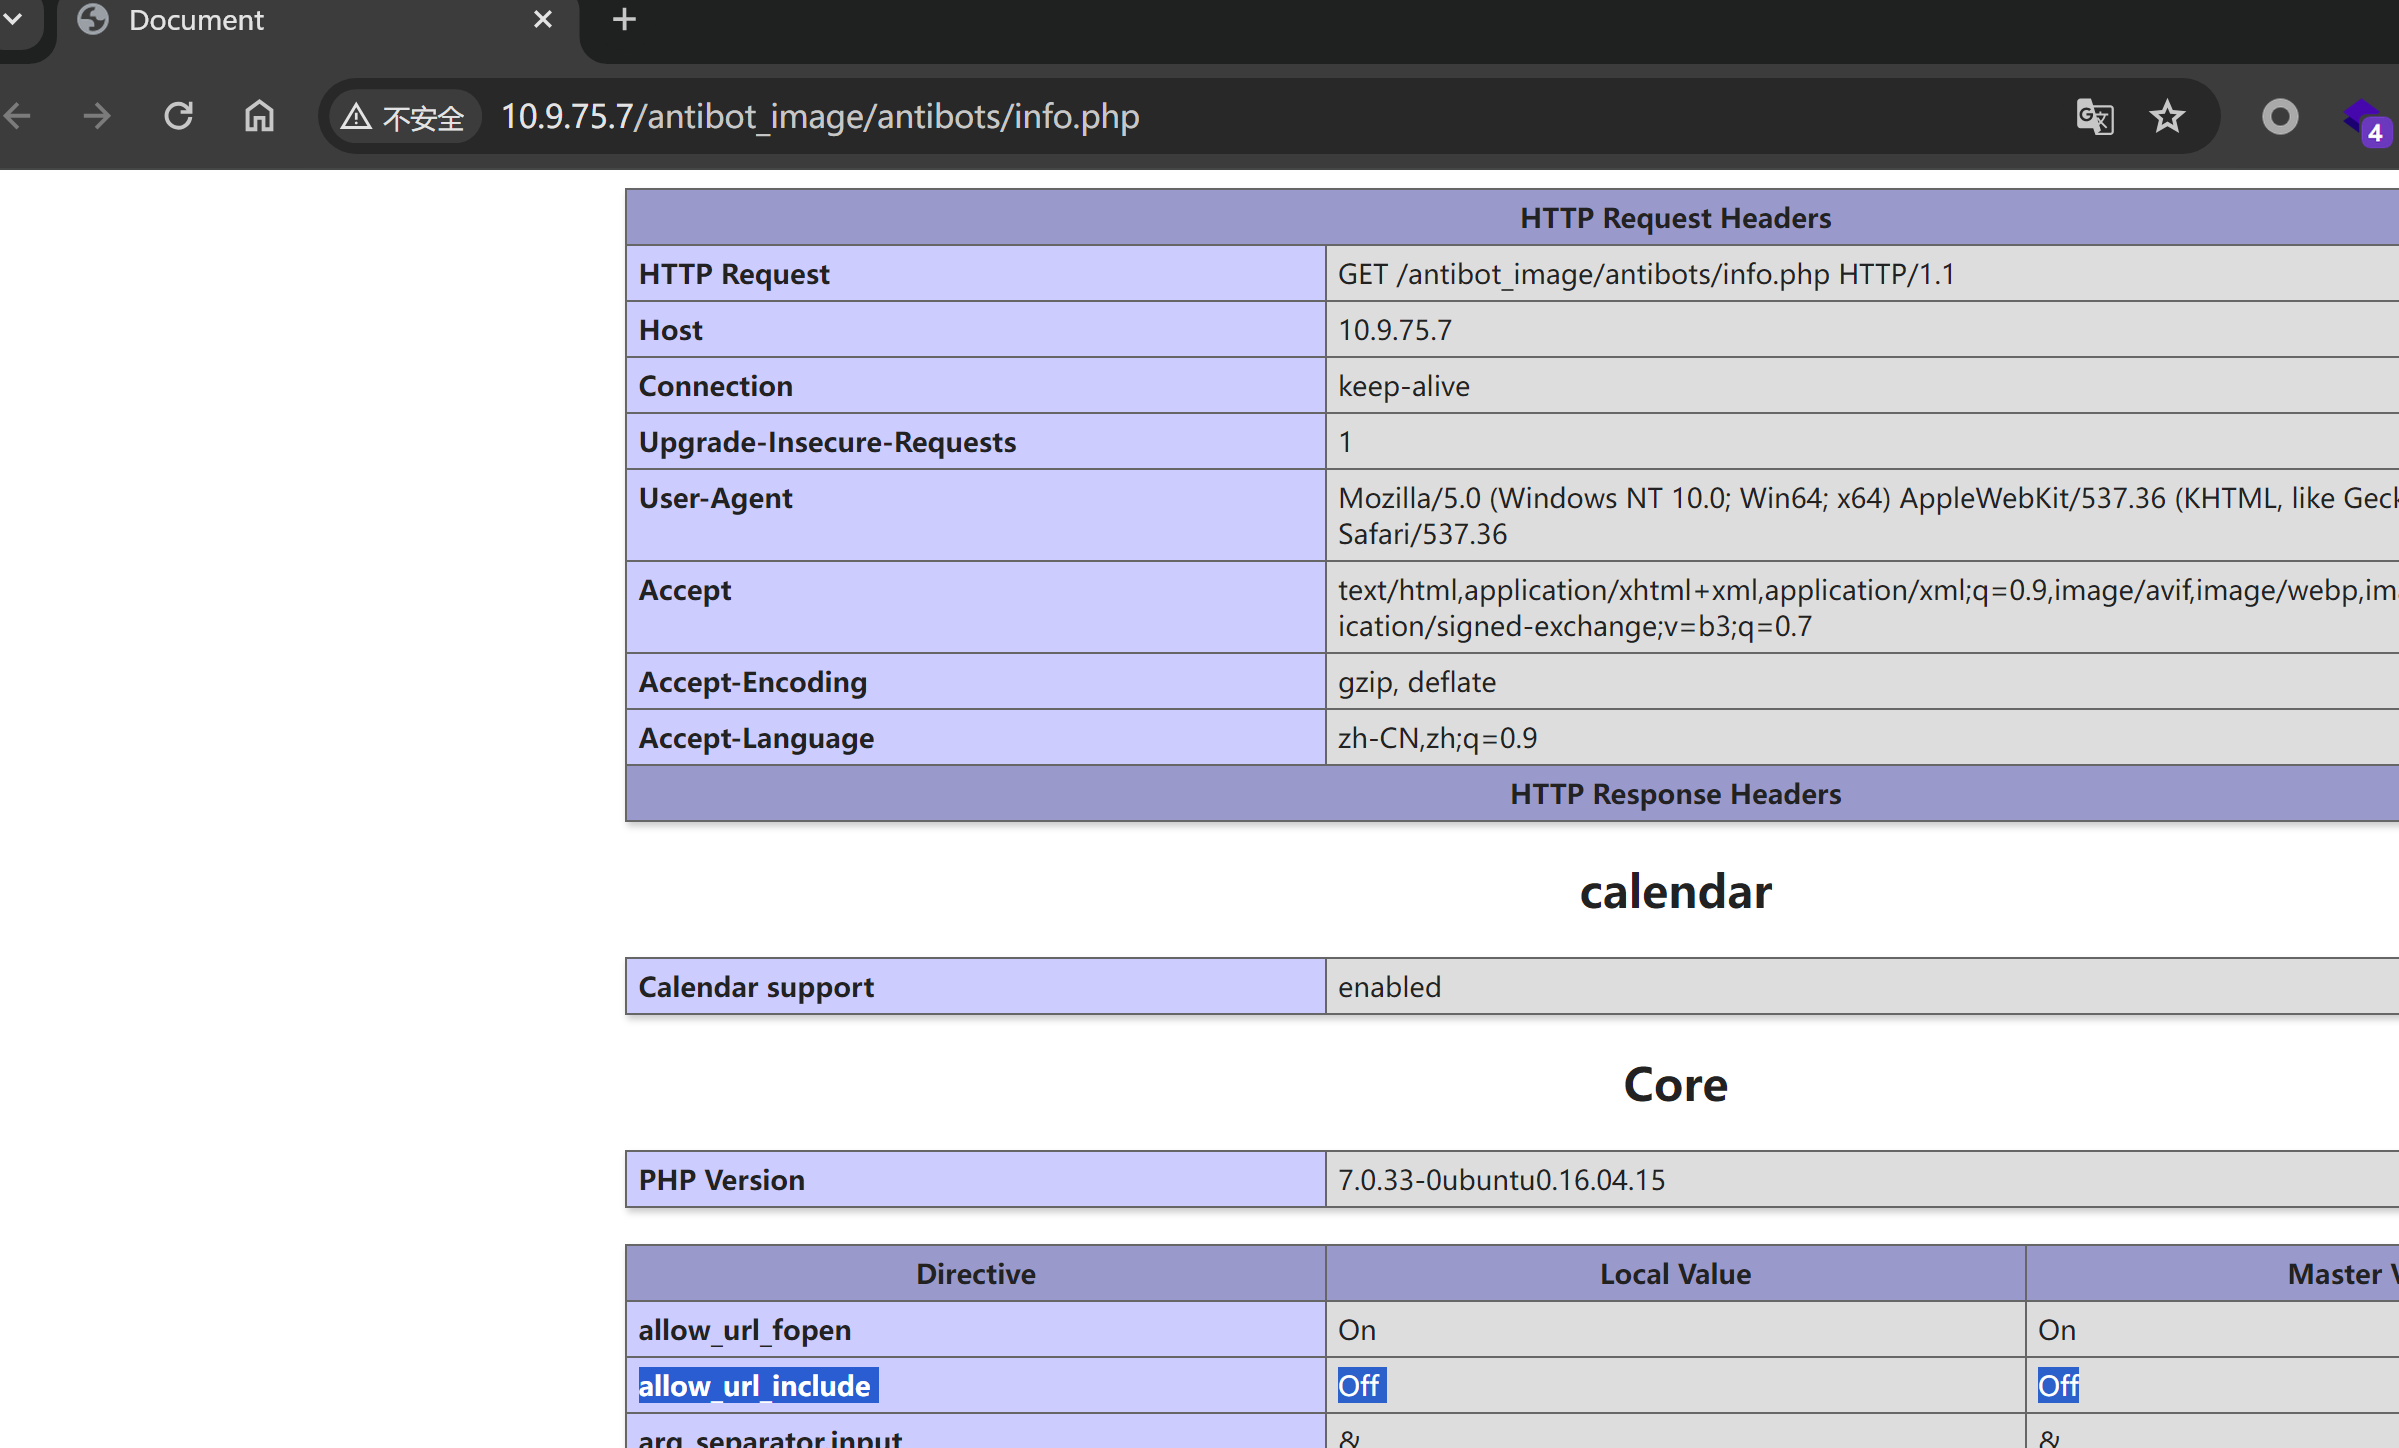 Document
不安全 10.9.75.7/antibot_image/antibots/info.php
4
HTTP Request Headers
HTTP Request GET /antibot_image/antibots/info.php HTTP/1.1
Host 10.9.75.7
Connection keep-alive
Upgrade-Insecure-Requests 1
User-Agent Mozilla/5.0 (Windows NT 10.0; Win64; x64) AppleWebKit/537.36 (KHTML, like Geck
Safari/537.36
Accept text/html,application/xhtml+xml,application/xml;q=0.9,image/avif,image/webp,im
ication/signed-exchange;v=b3;q=0.7
Accept-Encoding gzip, deflate
Accept-Language zh-CN,zh;q=0.9
HTTP Response Headers
calendar
Calendar support enabled
Core
PHP Version 7.0.33-0ubuntu0.16.04.15
Directive Local Value Master
allow_url_fopen On On
allow_url_include Off Off
arg_separator.input & &